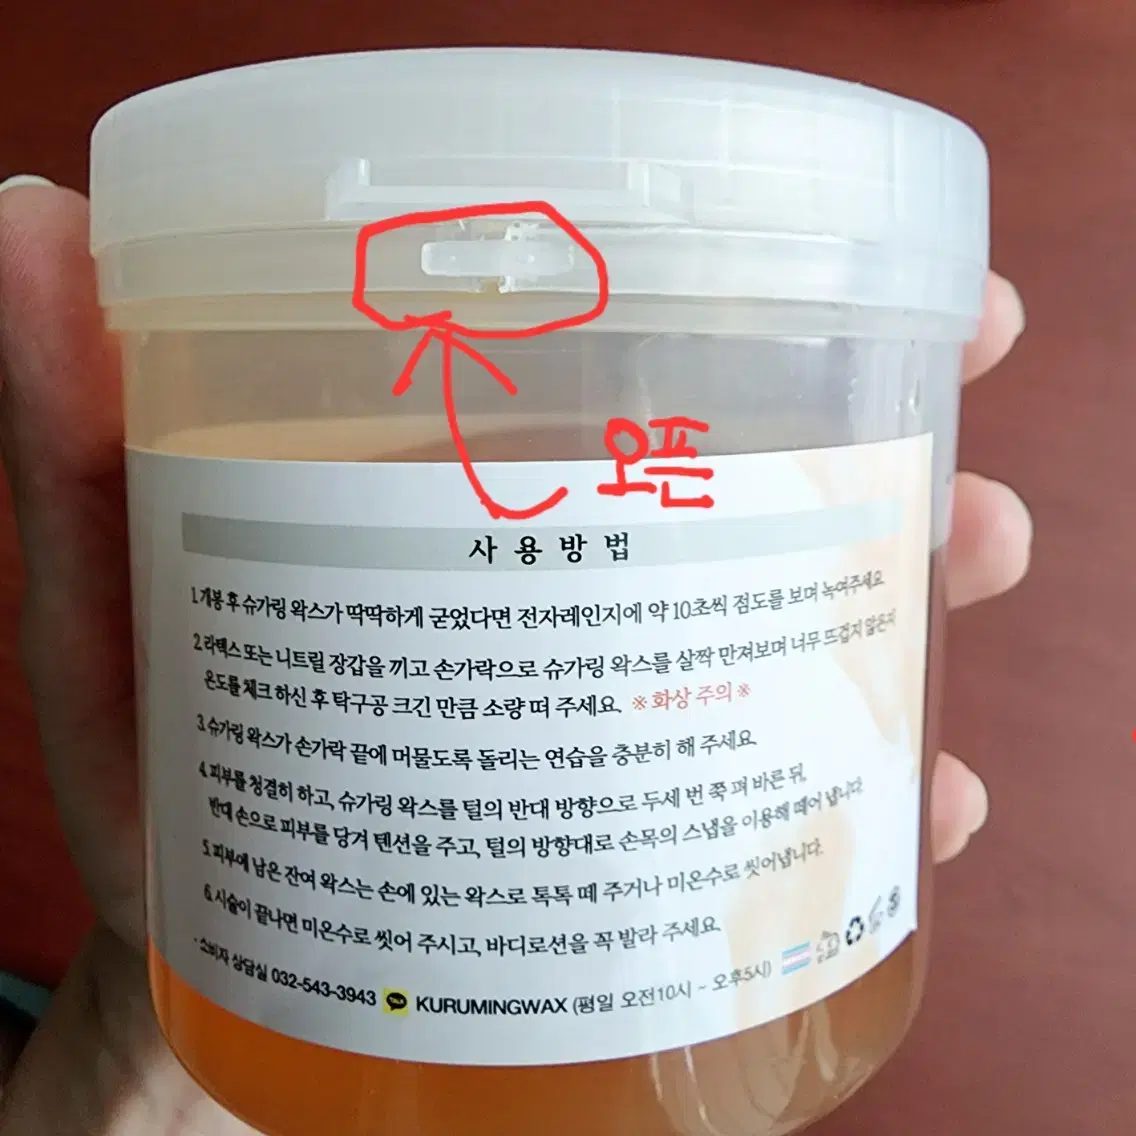 오픈
사용방법
1. 개봉 후 슈가링 왁스가 딱딱하게 굳었다면 전자레인지에 약 10초씩 점도를 보며 녹여주세요.
2. 라텍스 또는 니트릴 장갑을 끼고 손가락으로 슈가링 왁스를 살짝 만져보며 너무 뜨겁지 않은지
온도를 체크 하신 후 탁구공 크긴 만큼 소량 떠 주세요. ※화상 주의※
3. 슈가링 왁스가 손가락 끝에 머물도록 돌리는 연습을 충분히 해 주세요.
4. 피부를 청결히 하고, 슈가링 왁스를 털의 반대 방향으로 두세 번 쭉 펴 바른 뒤,
반대 손으로 피부를 당겨 텐션을 주고, 털의 방향대로 손목의 스냅을 이용해 떼어 냅니다.
5. 피부에 남은 잔여 왁스는 손에 있는 왁스로 톡톡 떼 주거나 미온수로 씻어냅니다.
6. 시술이 끝나면 미온수로 씻어 주시고, 바디로션을 꼭 발라 주세요.
· 소비자 상담실 032-543-3943 KURUMINGWAX (평일 오전10시 ~ 오후5시)